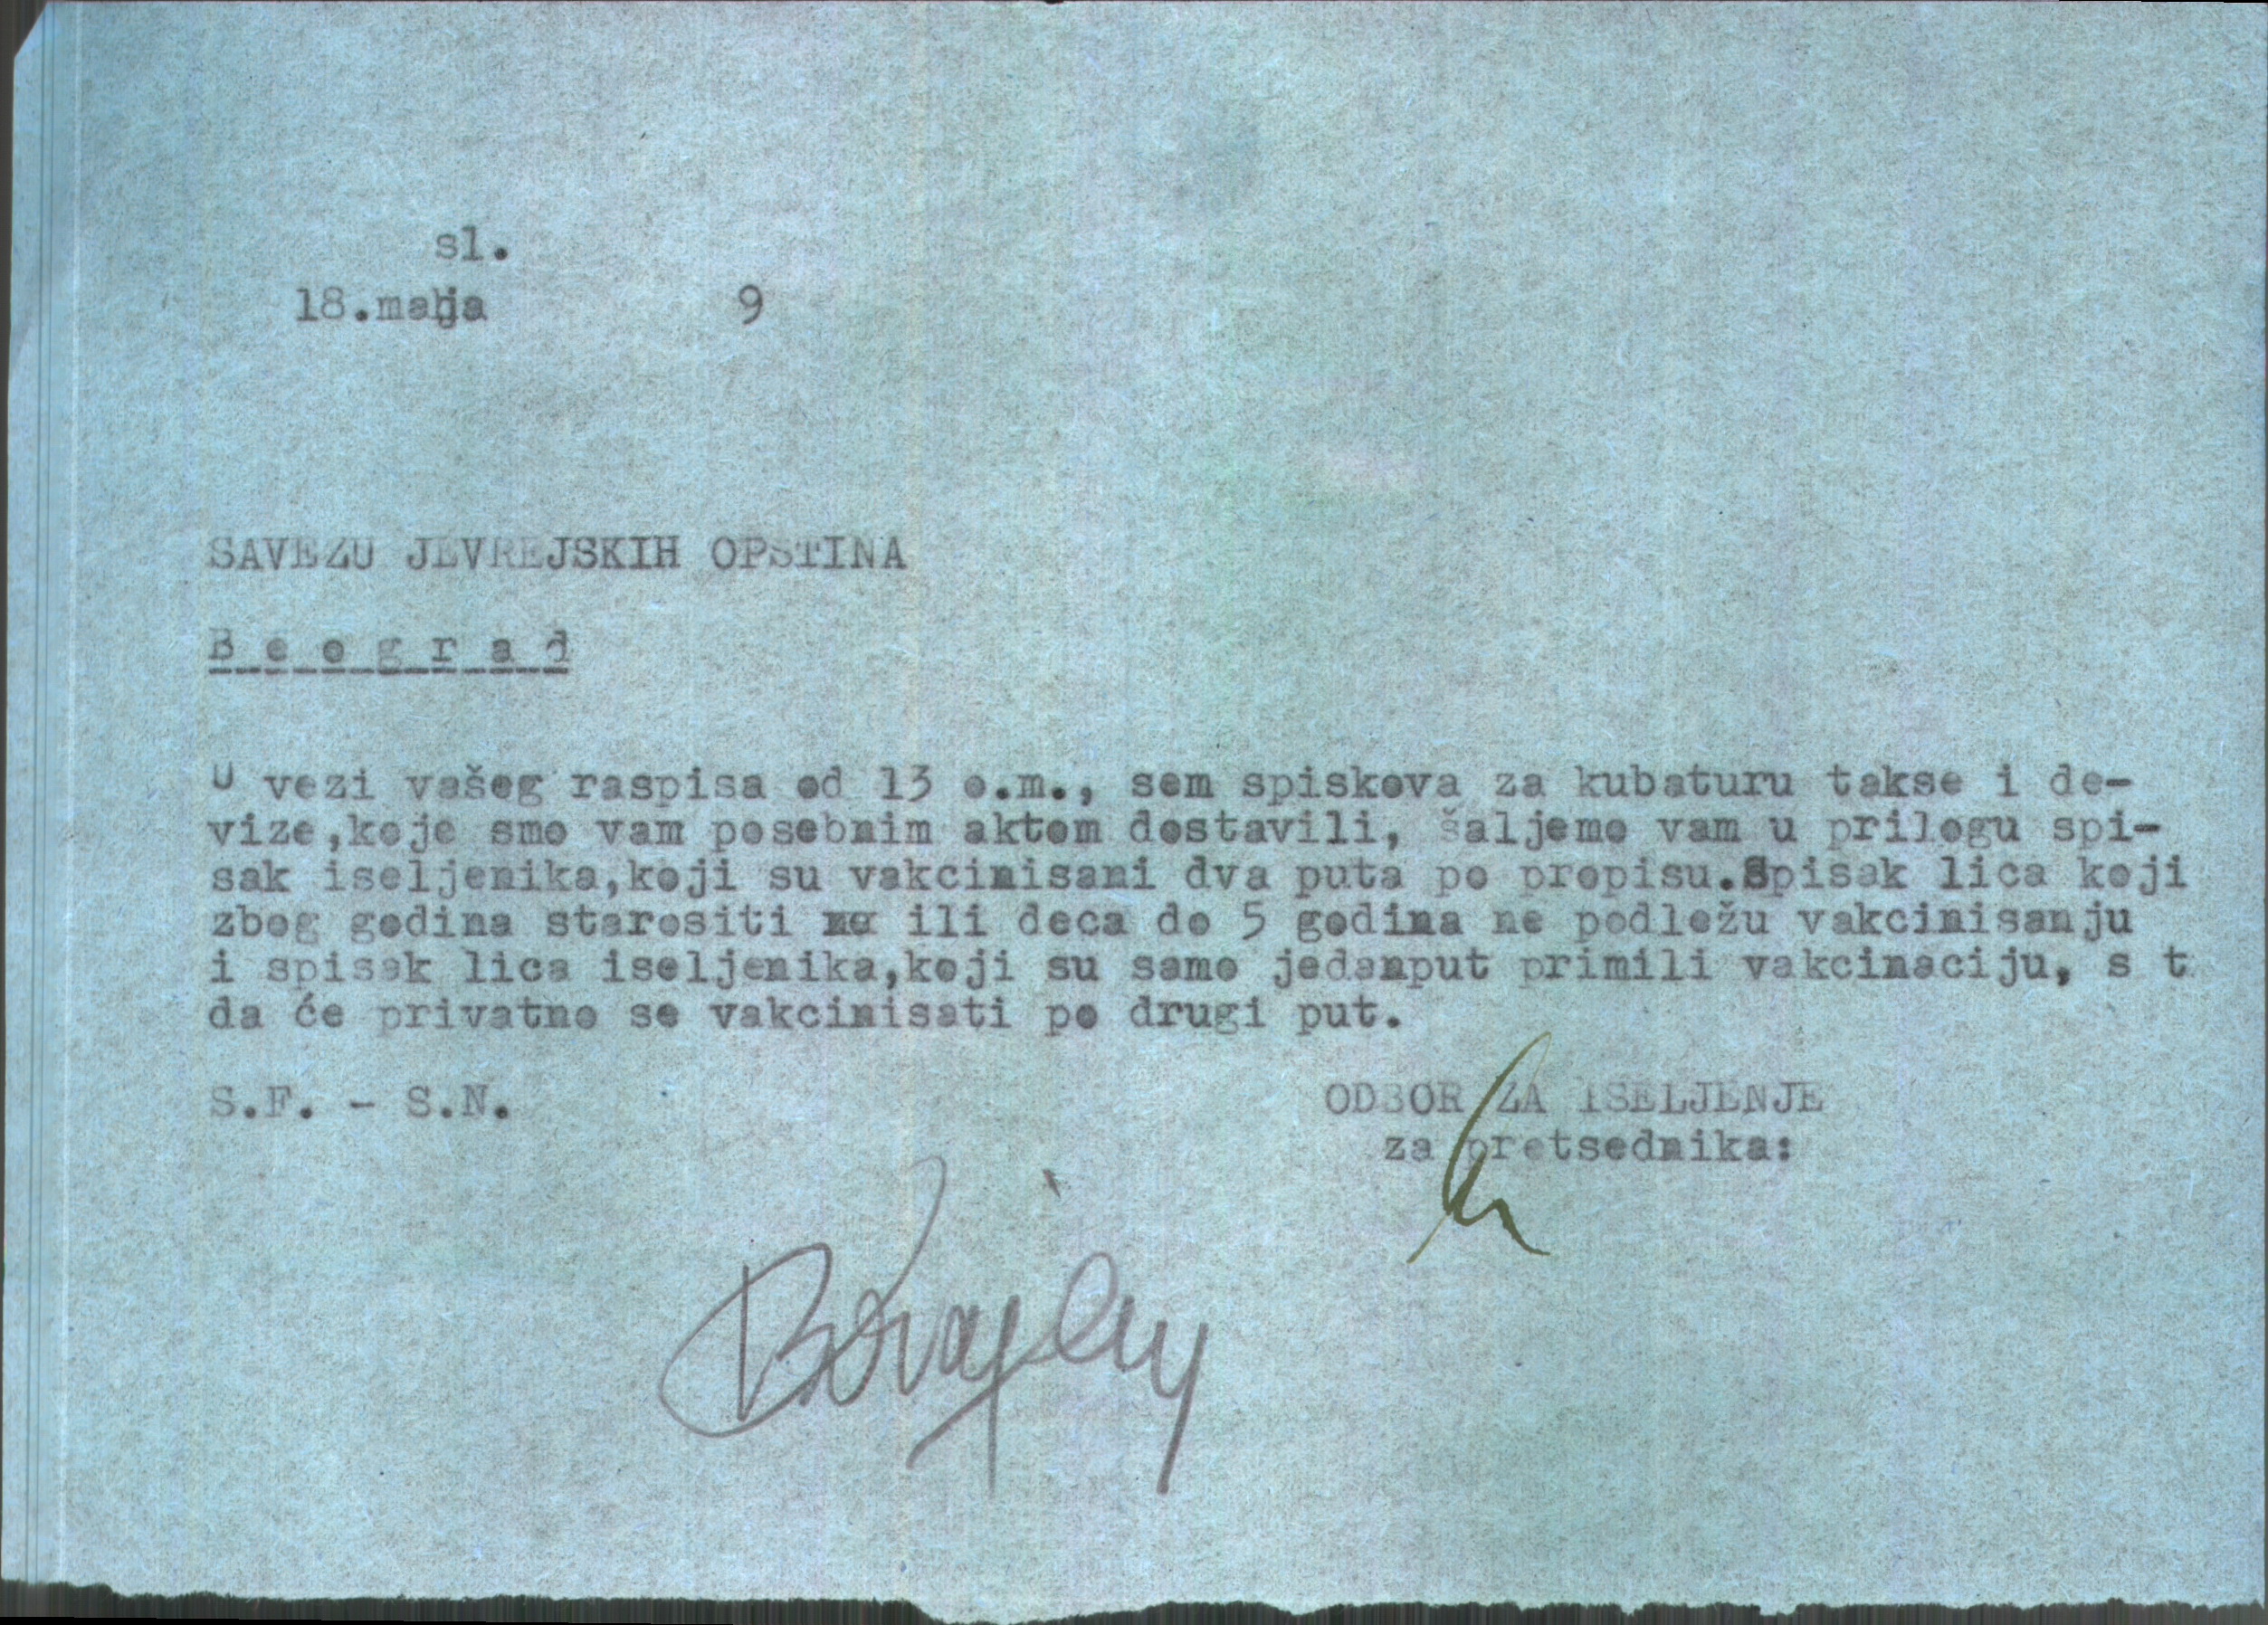 sl.
18.maja 9
SAVEZU JEVREJSKIH OPŠTINA
B e o g r a d
U vezi vašeg raspisa od 13 o.m., sem spiskova za kubaturu takse i de-
vize,koje smo vam posebnim aktom dostavili, šaljemo vam u prilogu spi-
sak iseljenika,koji su vakcinisani dva puta po propisu.Spisak lica koji
zbog godina starositi ne ili deca do 5 godina ne podležu vakcinisanju
i spisak lica iseljenika,koji su samo jedanput primili vakcinaciju, s t
da će privatno se vakcinisati po drugi put.
S.F. - S.N. ODBOR ZA ISELJENJE
za pretsednika: